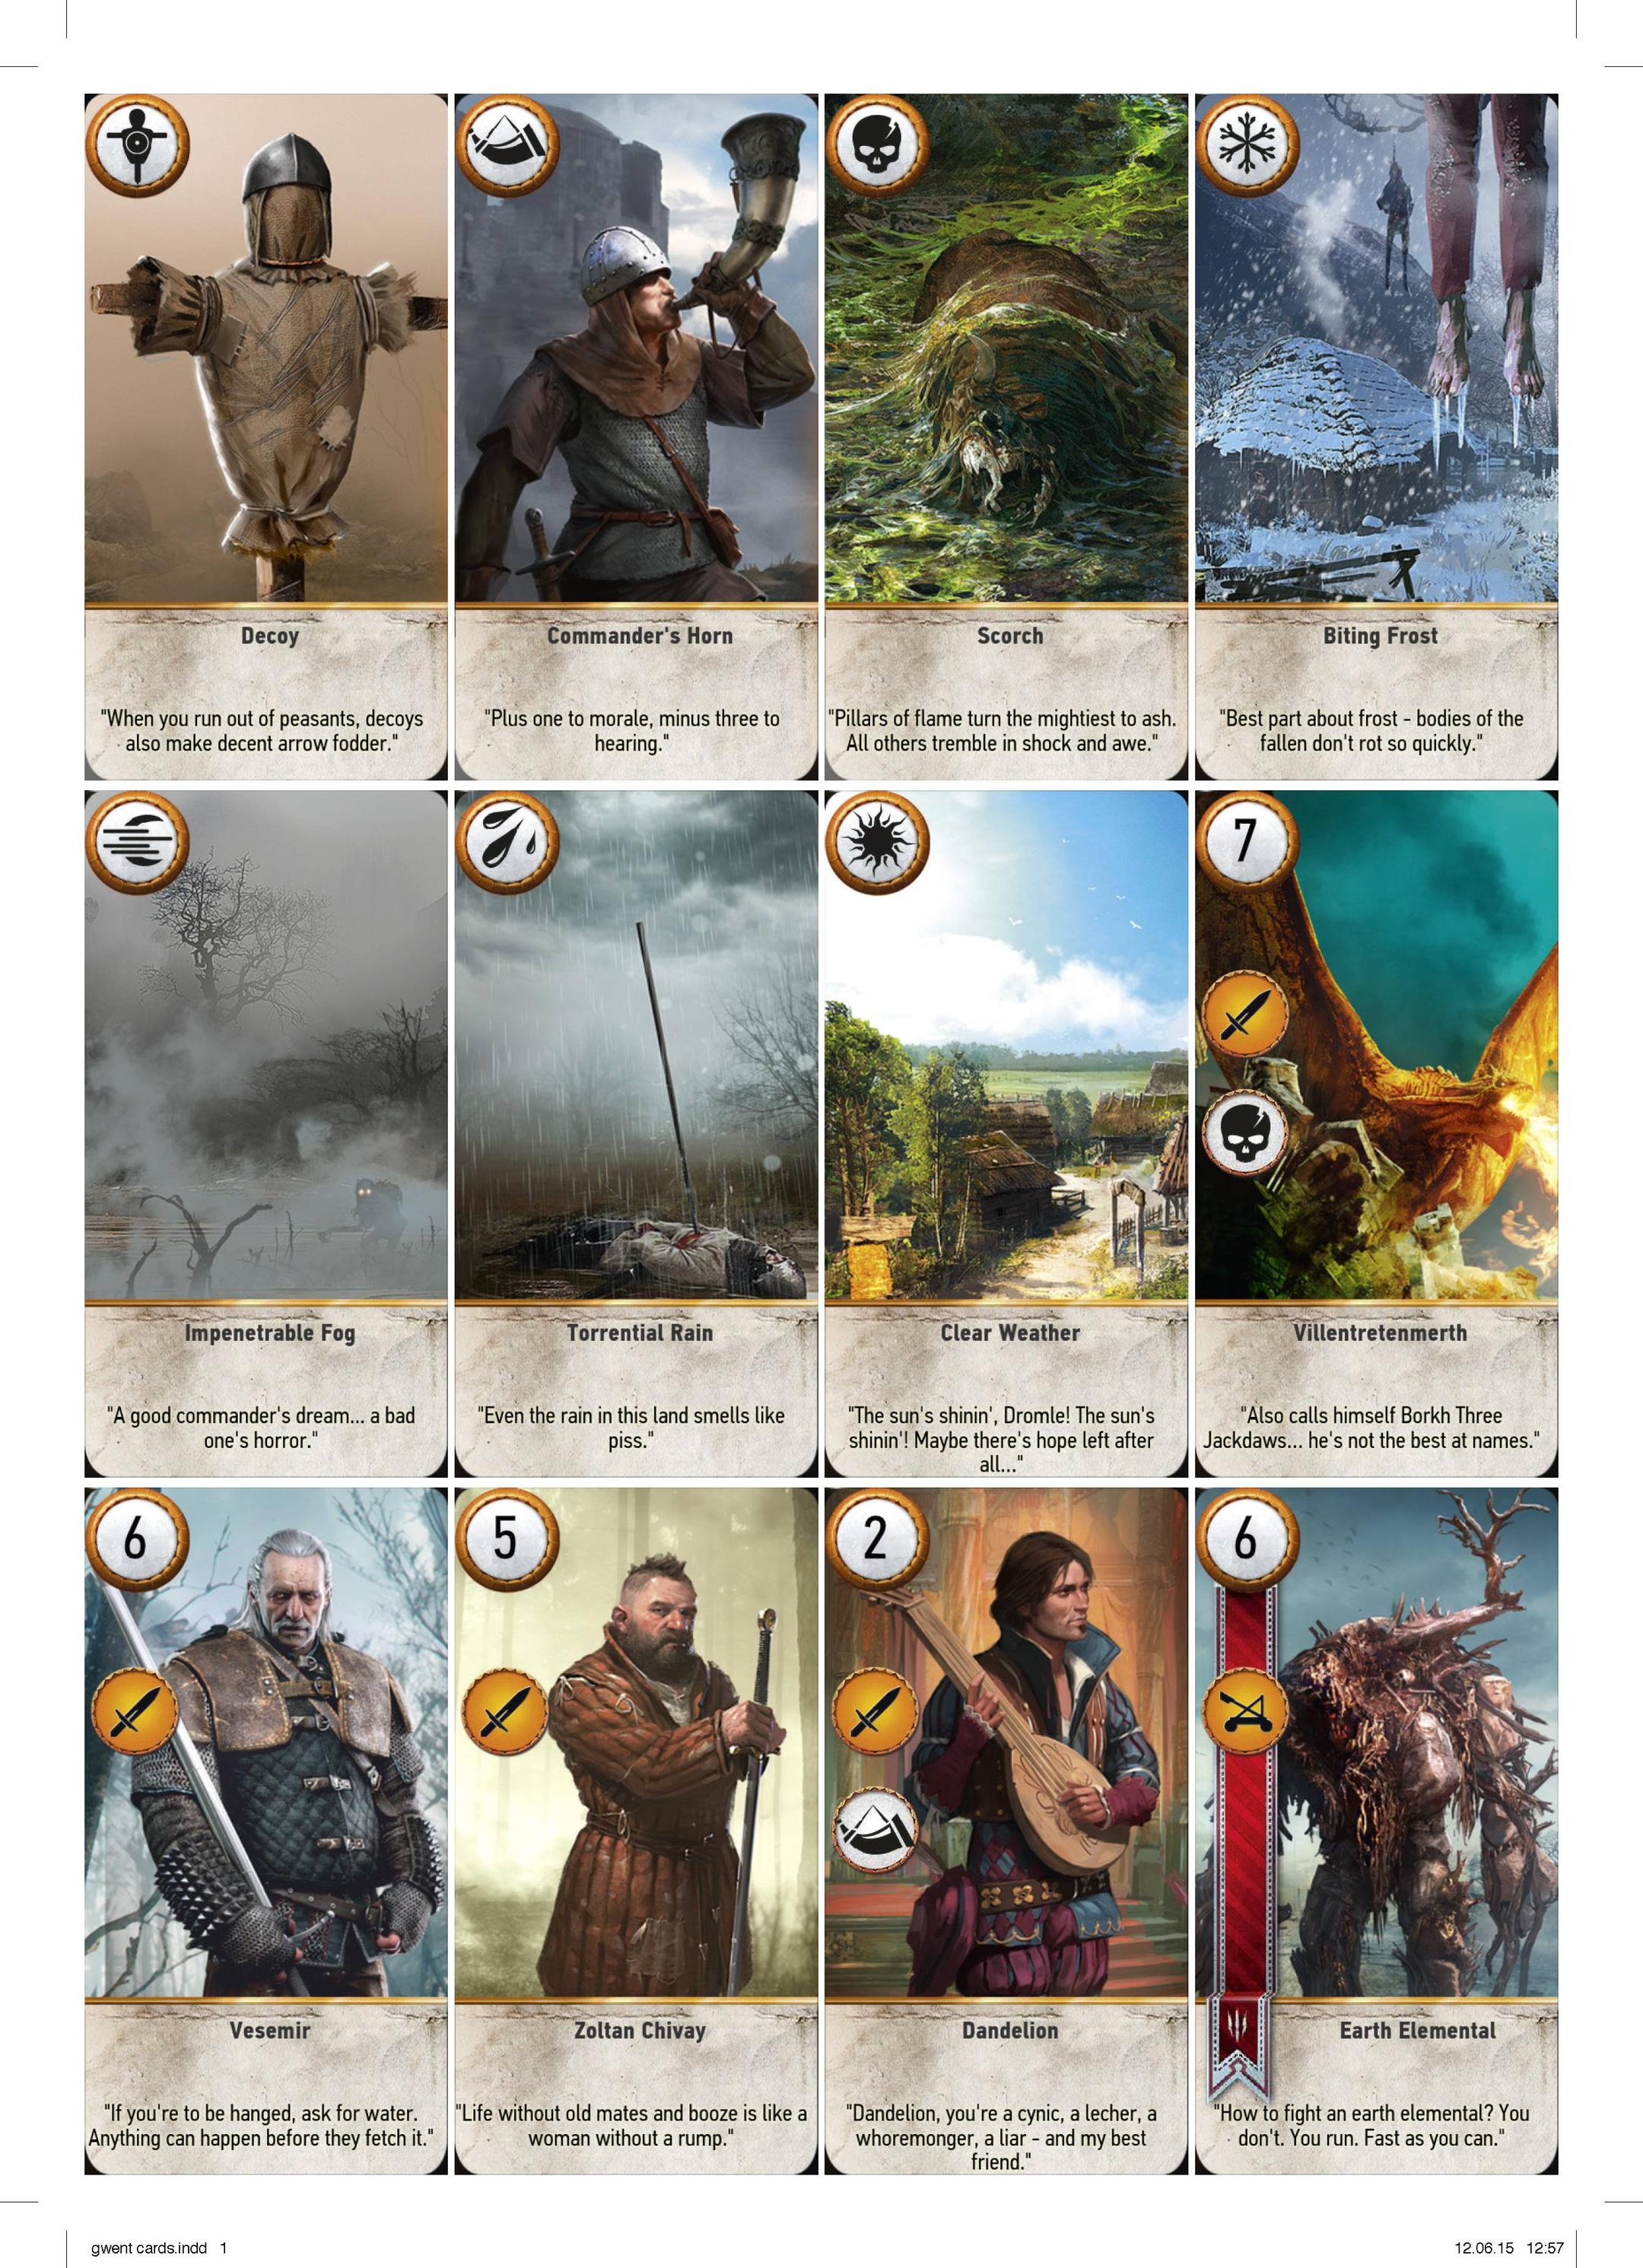 Decoy
"When you run out of peasants, decoys
also make decent arrow fodder."
Commander's Horn
"Plus one to morale, minus three to
hearing."
Scorch
"Pillars of flame turn the mightiest to ash.
All others tremble in shock and awe."
Biting Frost
"Best part about frost - bodies of the
fallen don't rot so quickly."
Impenetrable Fog
"A good commander's dream... a bad
one's horror."
Torrential Rain
"Even the rain in this land smells like
piss."
Clear Weather
"The sun's shinin', Dromle! The sun's
shinin'! Maybe there's hope left after
all..."
7
Villentretenmerth
"Also calls himself Borkh Three
Jackdaws... he's not the best at names."
6
Vesemir
"If you're to be hanged, ask for water.
Anything can happen before they fetch it."
5
Zoltan Chivay
"Life without old mates and booze is like a
woman without a rump."
2
Dandelion
"Dandelion, you're a cynic, a lecher, a
whoremonger, a liar - and my best
friend."
6
Earth Elemental
"How to fight an earth elemental? You
don't. You run. Fast as you can."
gwent cards.indd 1
12.06.15 12:57